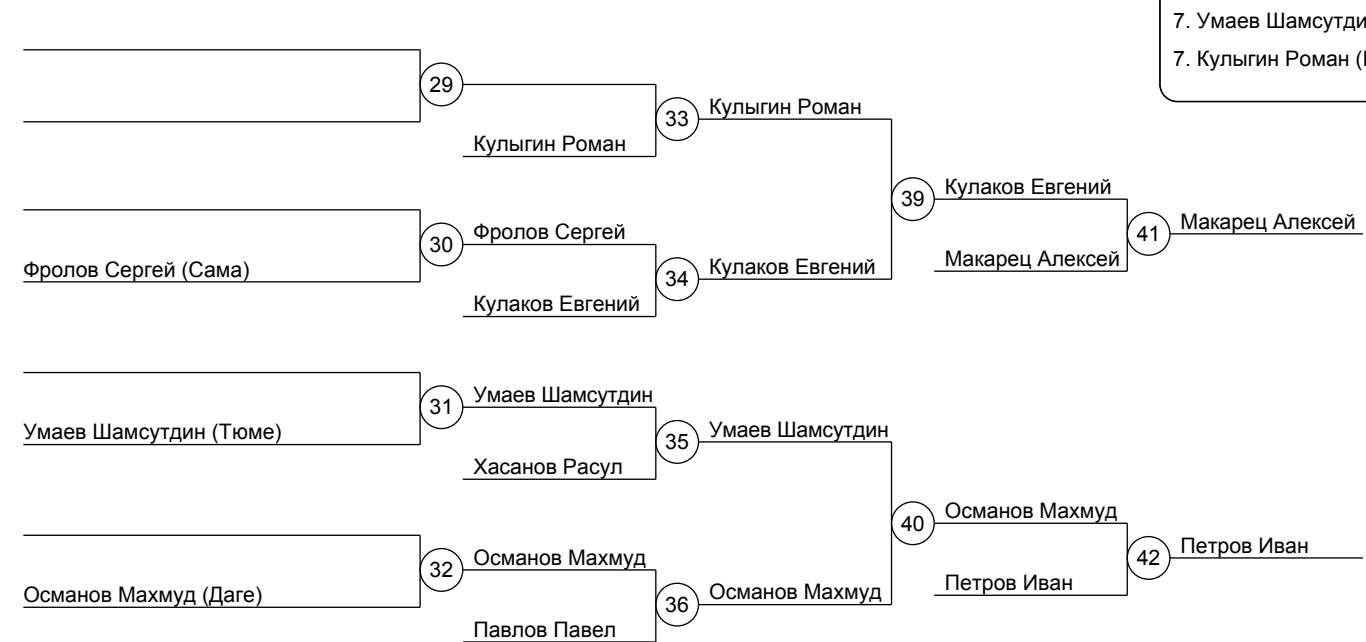 7. Умаев Шамсутди
7. Кулыгин Роман (
29
33
Кулыгин Роман
Кулыгин Роман
39
Кулаков Евгений
41
Макарец Алексей
Макарец Алексей
30
Фролов Сергей
Фролов Сергей (Сама)
34
Кулаков Евгений
Кулаков Евгений
31
Умаев Шамсутдин
Умаев Шамсутдин (Тюме)
35
Умаев Шамсутдин
Хасанов Расул
40
Османов Махмуд
42
Петров Иван
Петров Иван
32
Османов Махмуд
Османов Махмуд (Даге)
36
Османов Махмуд
Павлов Павел